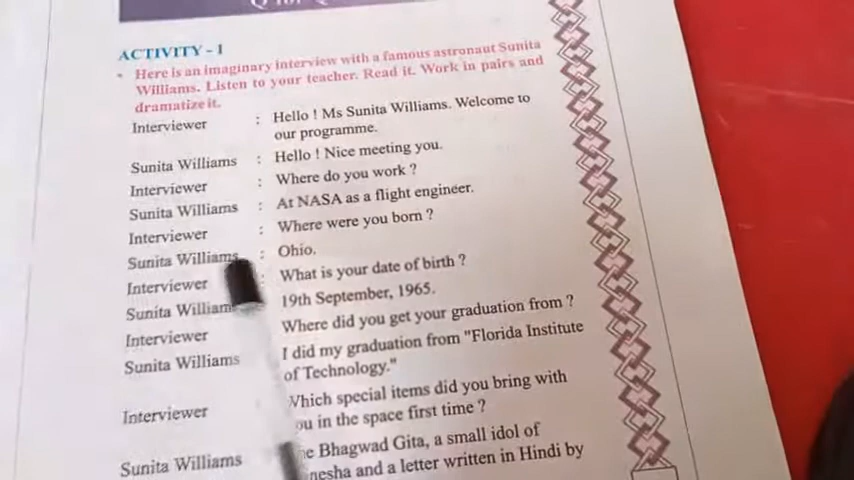 ACTIVITY - I
• Here is an imaginary interview with a famous astronaut Sunita
Williams. Listen to your teacher. Read it. Work in pairs and
dramatize it.
Interviewer : Hello ! Ms Sunita Williams. Welcome to
our programme.
Sunita Williams : Hello ! Nice meeting you.
Interviewer : Where do you work ?
Sunita Williams : At NASA as a flight engineer.
Interviewer : Where were you born ?
Sunita Williams : Ohio.
Interviewer : What is your date of birth ?
Sunita William : 19th September, 1965.
Interviewer Where did you get your graduation from ?
Sunita Williams I did my graduation from "Florida Institute
of Technology."
Interviewer Which special items did you bring with
you in the space first time ?
Sunita Williams Bhagwad Gita, a small idol of
and a letter written in Hindi by